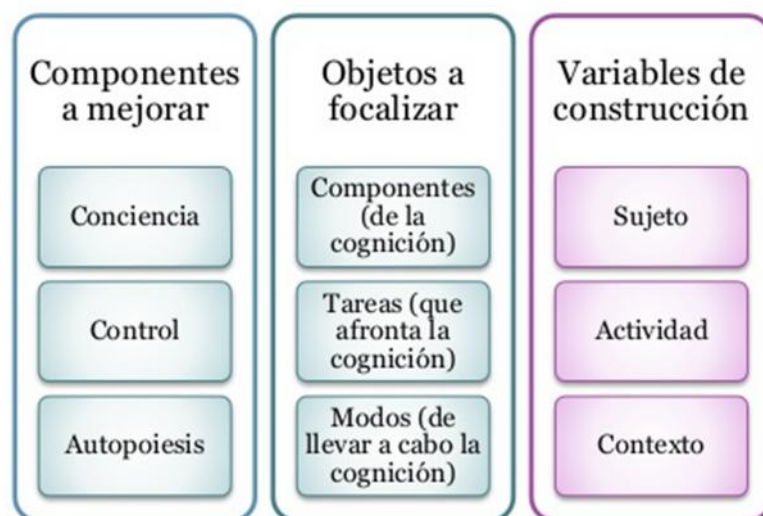 Componentes
a mejorar
Conciencia
Control
Autopoiesis
Objetos a
focalizar
Componentes
(de la
cognición)
Tareas (que
afronta la
cognición)
Modos (de
llevar a cabo la
cognición)
Variables de
construcción
Sujeto
Actividad
Contexto